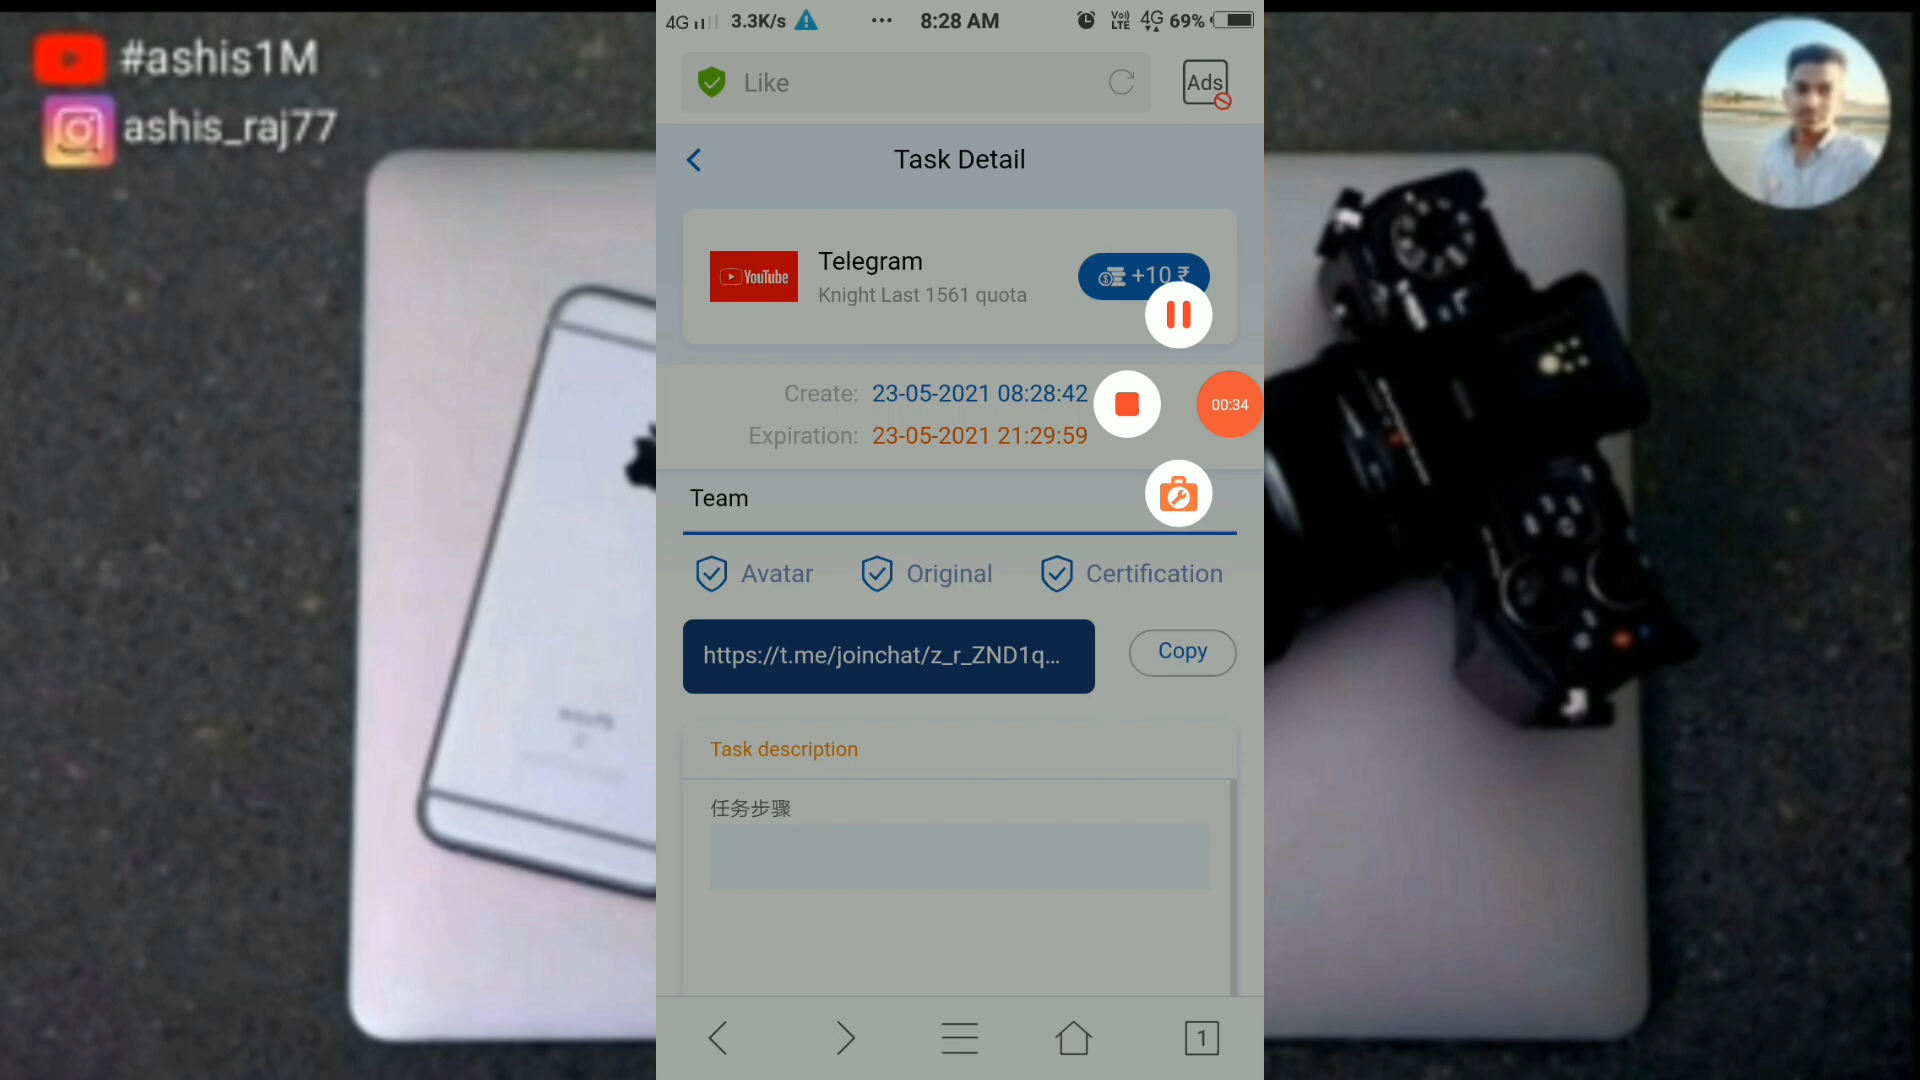 #ashis1M
ashis_raj77
4G 3.3K/s ... 8:28 AM VoLTE 4G 69%
Like
Ads
Task Detail
YouTube
Telegram
Knight Last 1561 quota
+10 ₹
Create: 23-05-2021 08:28:42
Expiration: 23-05-2021 21:29:59
00:34
Team
Avatar Original Certification
https://t.me/joinchat/z_r_ZND1q...
Copy
Task description
任务步骤
1